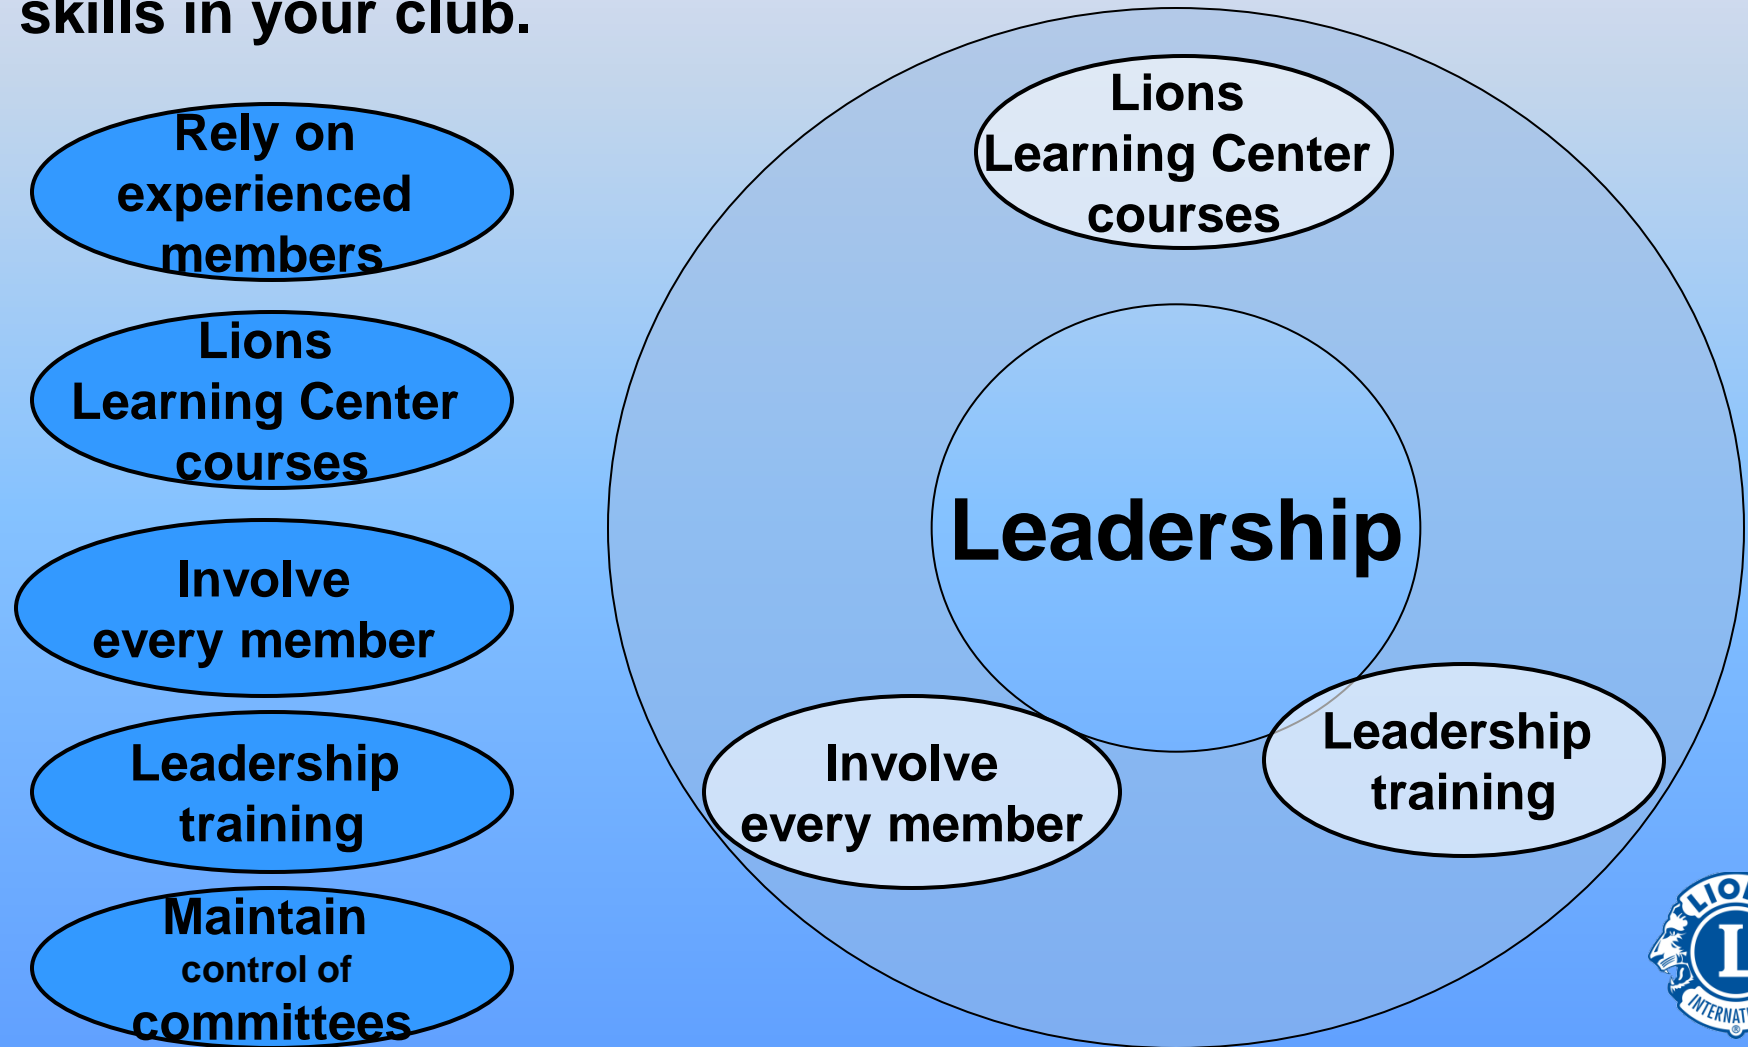 skills in your club.
Rely on
experienced
members
Lions
Learning Center
courses
Involve
every member
Leadership
training
Maintain
control of
committees
Lions
Learning Center
courses
Leadership
Involve
every member
Leadership
training
L